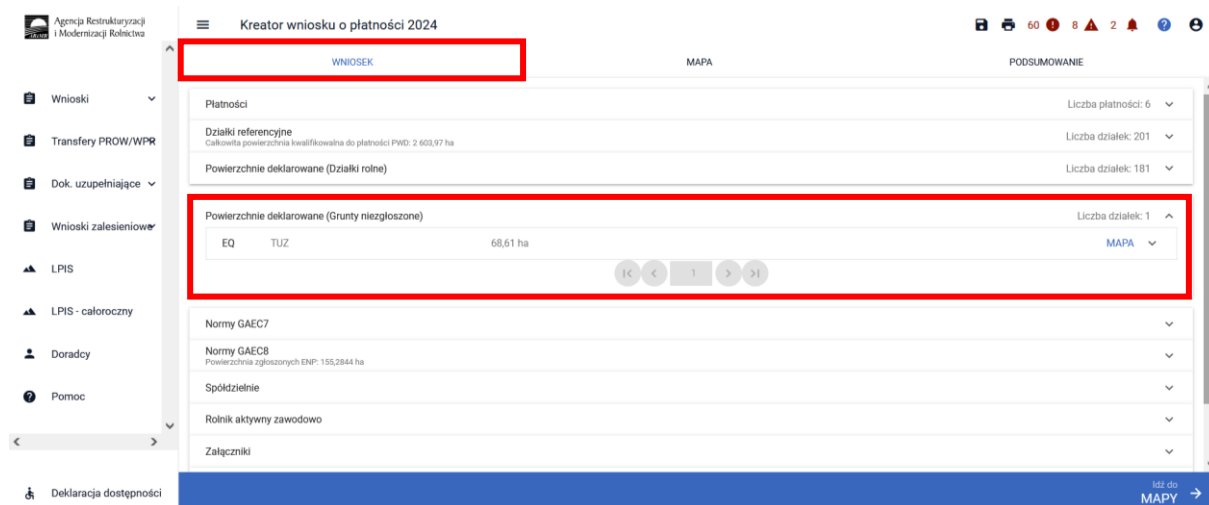 Agencja Restrukturyzacji
i Modernizacji Rolnictwa
Kreator wniosku o płatności 2024
60
8
2
WNIOSEK
MAPA
PODSUMOWANIE
Wnioski
Transfery PROW/WPR
Dok. uzupełniające
Wnioski zalesieniowe
LPIS
LPIS - całoroczny
Doradcy
Pomoc
Deklaracja dostępności
Płatności
Liczba płatności: 6
Działki referencyjne
Całkowita powierzchnia kwalifikowalna do płatności PWD: 2 603,97 ha
Liczba działek: 201
Powierzchnie deklarowane (Działki rolne)
Liczba działek: 181
Powierzchnie deklarowane (Grunty niezgłoszone)
Liczba działek: 1
EQ TUZ 68,61 ha MAPA
1
Normy GAEC7
Normy GAEC8
Powierzchnia zgłoszonych ENP: 155,2844 ha
Spółdzielnie
Rolnik aktywny zawodowo
Załączniki
Idź do
MAPY